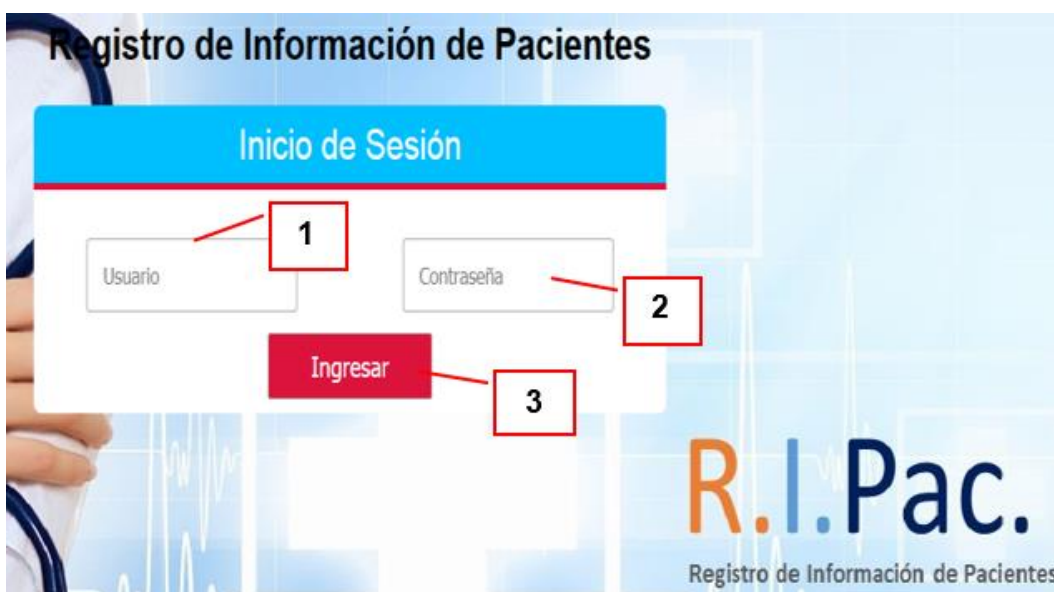 Registro de Información de Pacientes
Inicio de Sesión
1
Usuario
Contraseña
2
Ingresar
3
R.I.Pac.
Registro de Información de Pacientes